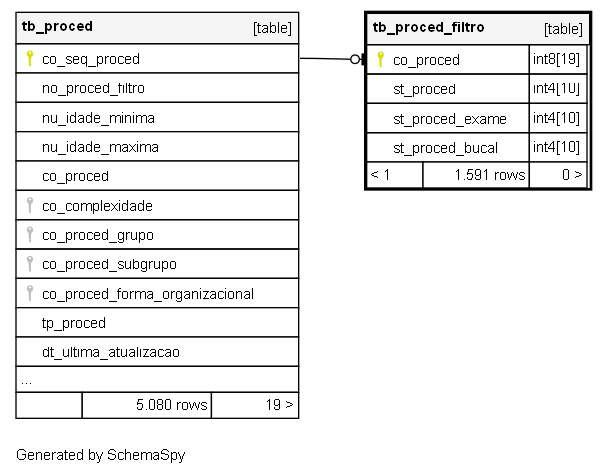 tb_proced [table]
co_seq_proced
no_proced_filtro
nu_idade_minima
nu_idade_maxima
co_proced
co_complexidade
co_proced_grupo
co_proced_subgrupo
co_proced_forma_organizacional
tp_proced
dt_ultima_atualizacao
...
5.080 rows 19 >
tb_proced_filtro [table]
co_proced int8[19]
st_proced int4[10]
st_proced_exame int4[10]
st_proced_bucal int4[10]
< 1 1.591 rows 0 >
Generated by SchemaSpy